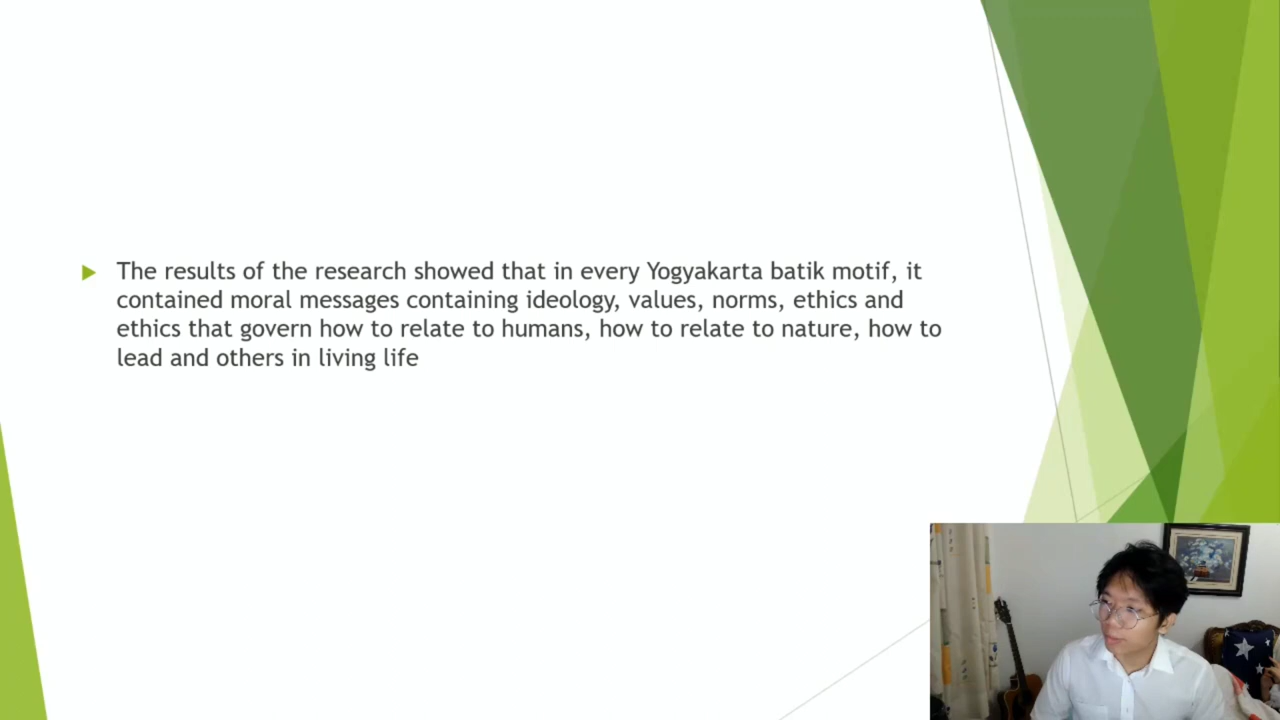 The results of the research showed that in every Yogyakarta batik motif, it
contained moral messages containing ideology, values, norms, ethics and
ethics that govern how to relate to humans, how to relate to nature, how to
lead and others in living life